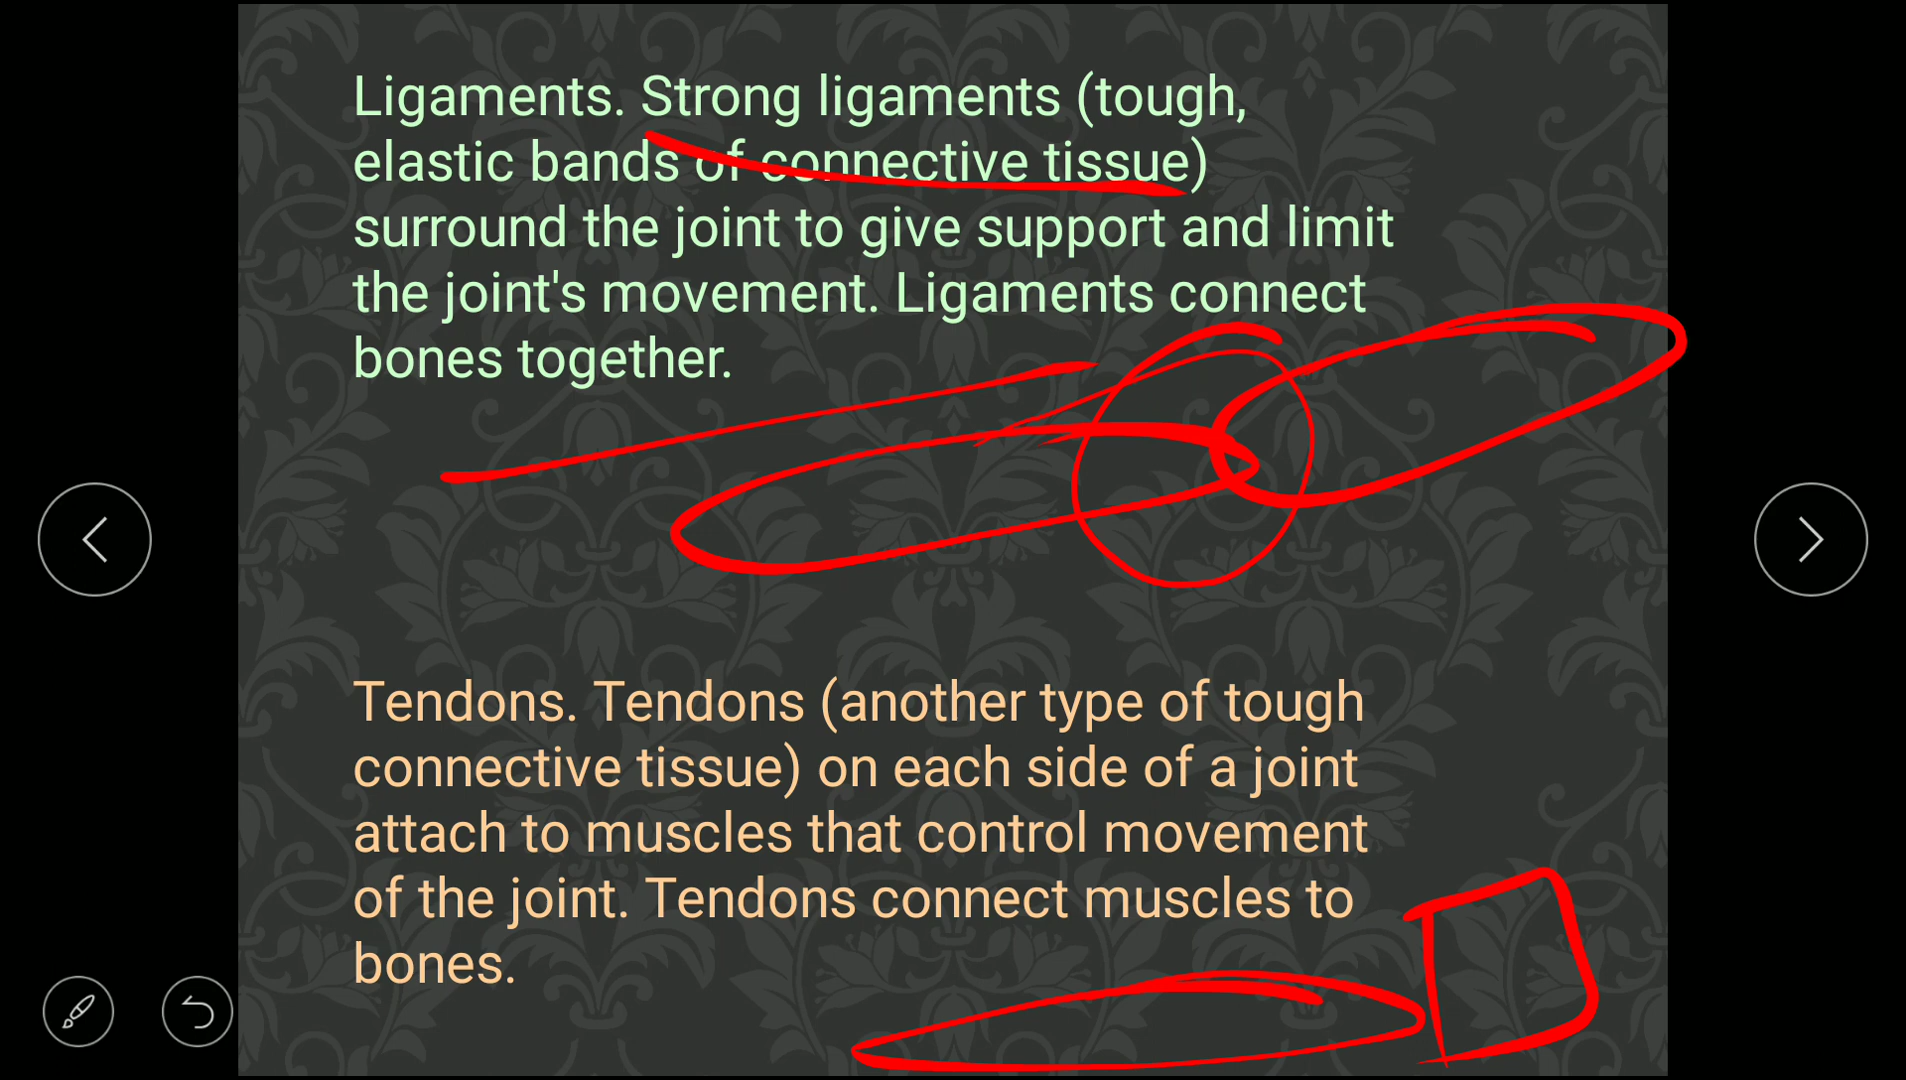 Ligaments. Strong ligaments (tough,
elastic bands of connective tissue)
surround the joint to give support and limit
the joint's movement. Ligaments connect
bones together.
Tendons. Tendons (another type of tough
connective tissue) on each side of a joint
attach to muscles that control movement
of the joint. Tendons connect muscles to
bones.